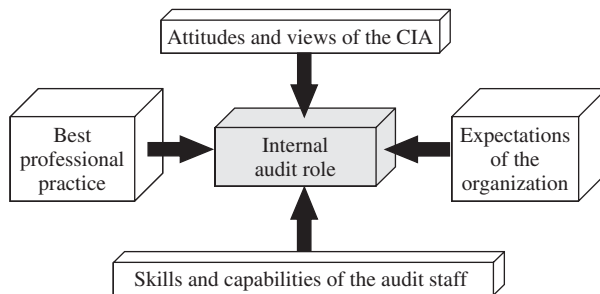 Attitudes and views of the CIA
Best
professional
practice
Internal
audit role
Expectations
of the
organization
Skills and capabilities of the audit staff